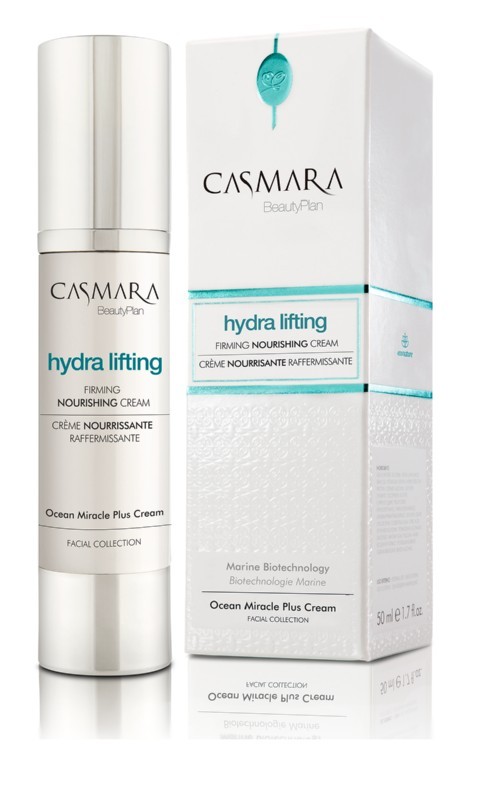 CASMARA
BeautyPlan
hydra lifting
FIRMING
NOURISHING CREAM
CRÈME NOURRISSANTE
RAFFERMISSANTE
Ocean Miracle Plus Cream
FACIAL COLLECTION
CASMARA
BeautyPlan
hydra lifting
FIRMING NOURISHING CREAM
CRÈME NOURRISANTE RAFFERMISSANTE
Marine Biotechnology
Biotechnologie Marine
Ocean Miracle Plus Cream
FACIAL COLLECTION
50 ml e 1.7 fl.oz